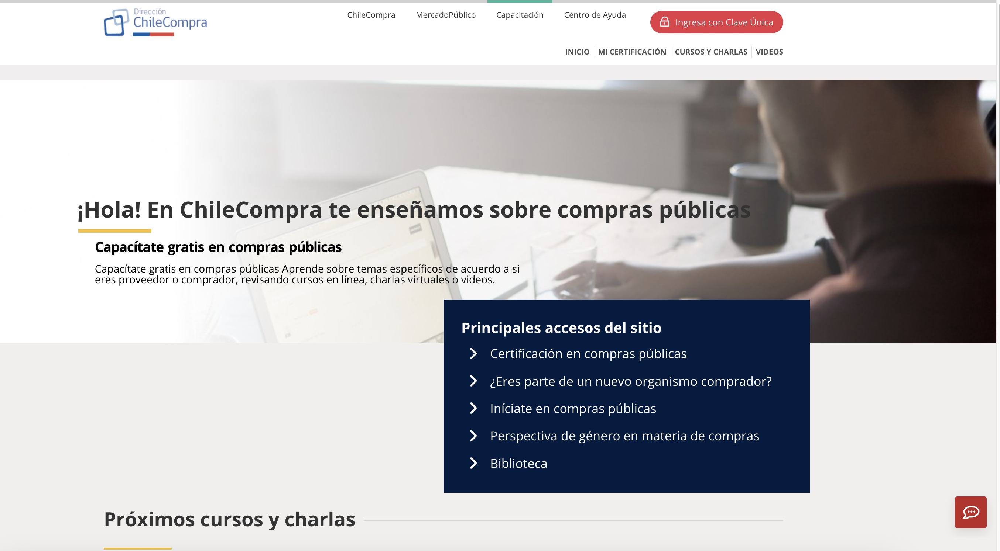 Dirección
ChileCompra
ChileCompra
MercadoPúblico
Capacitación
Centro de Ayuda
Ingresa con Clave Única
INICIO
MI CERTIFICACIÓN
CURSOS Y CHARLAS
VIDEOS
¡Hola! En ChileCompra te enseñamos sobre compras públicas
Capacítate gratis en compras públicas
Capacítate gratis en compras públicas Aprende sobre temas específicos de acuerdo a si
eres proveedor o comprador, revisando cursos en línea, charlas virtuales o videos.
Principales accesos del sitio
Certificación en compras públicas
¿Eres parte de un nuevo organismo comprador?
Iníciate en compras públicas
Perspectiva de género en materia de compras
Biblioteca
Próximos cursos y charlas